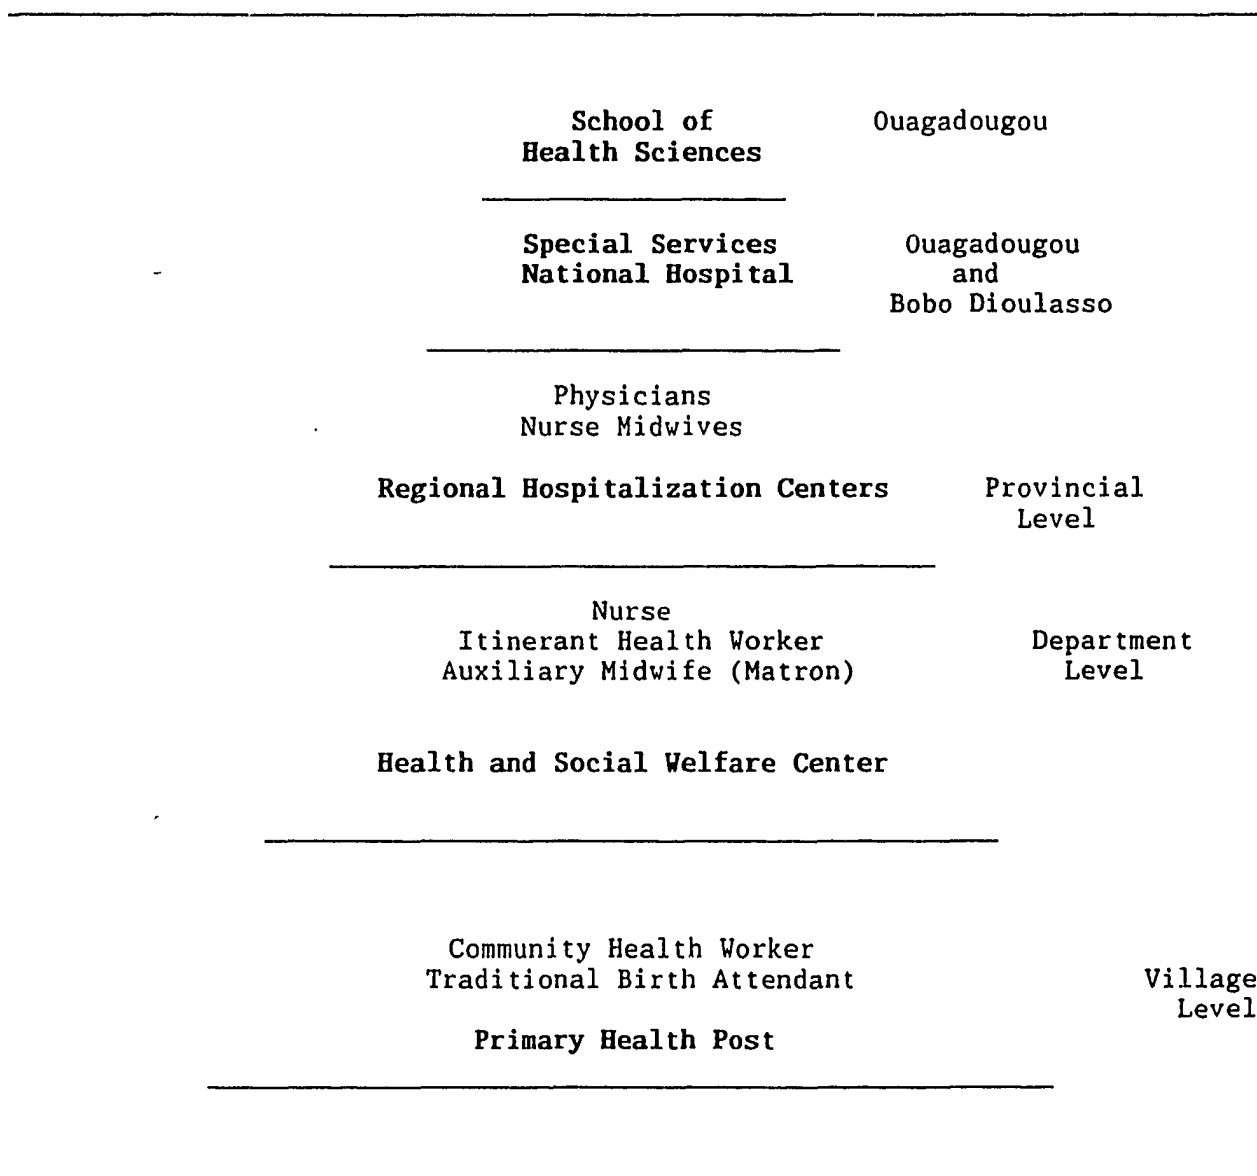 School of Ouagadougou
Health Sciences
Special Services Ouagadougou
National Hospital and
Bobo Dioulasso
Physicians
Nurse Midwives
Regional Hospitalization Centers Provincial
Level
Nurse
Itinerant Health Worker Department
Auxiliary Midwife (Matron) Level
Health and Social Welfare Center
Community Health Worker
Traditional Birth Attendant Village
Level
Primary Health Post